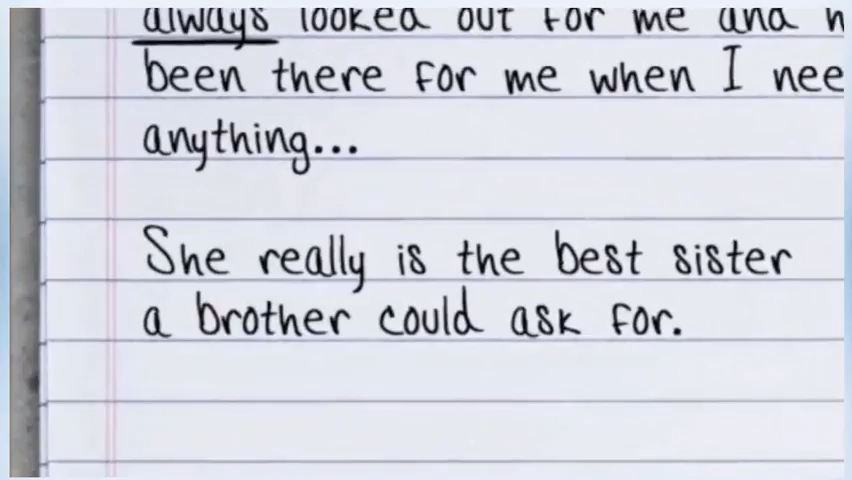 always looked out for me and
been there for me when I nee
anything...
She really is the best sister
a brother could ask for.